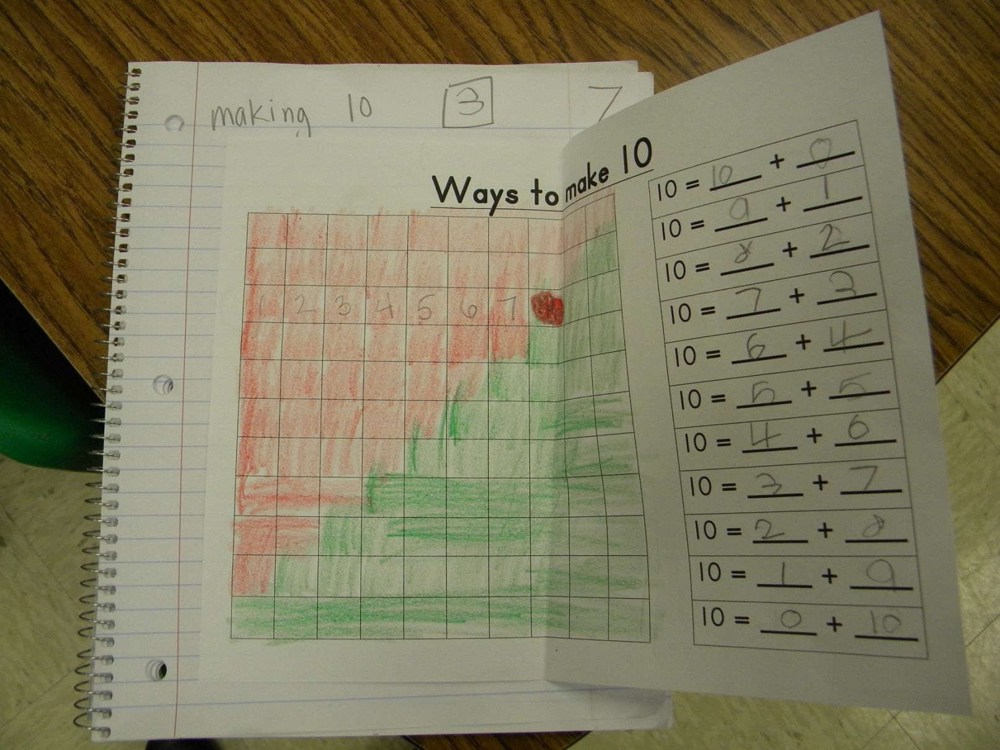 making 10 3 7
Ways to make 10
1 2 3 4 5 6 7
10 = 10 + 0
10 = 9 + 1
10 = 8 + 2
10 = 7 + 3
10 = 6 + 4
10 = 5 + 5
10 = 4 + 6
10 = 3 + 7
10 = 2 + 8
10 = 1 + 9
10 = 0 + 10